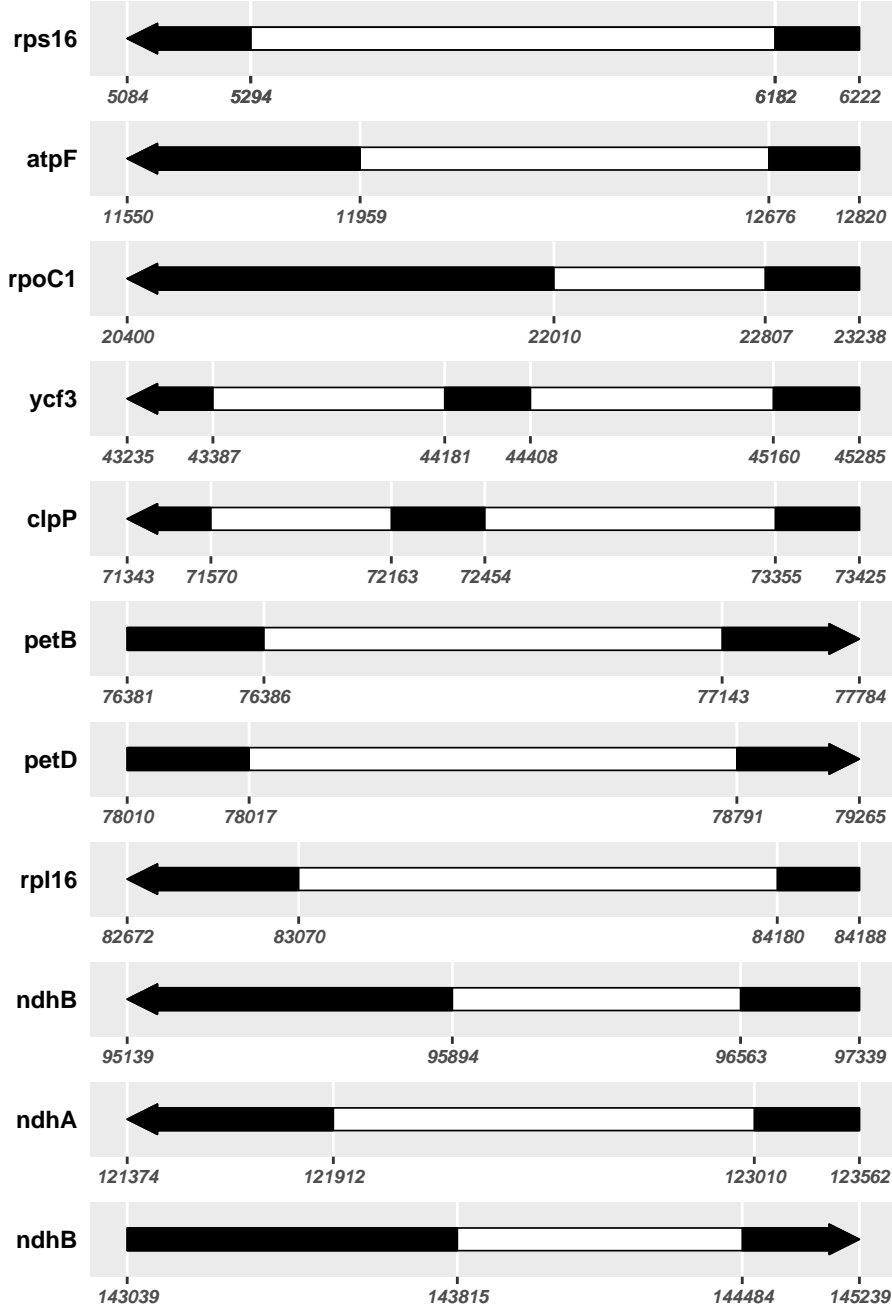 rps16
5084 5294 6182 6222
atpF
11550 11959 12676 12820
rpoC1
20400 22010 22807 23238
ycf3
43235 43387 44181 44408 45160 45285
clpP
71343 71570 72163 72454 73355 73425
petB
76381 76386 77143 77784
petD
78010 78017 78791 79265
rpl16
82672 83070 84180 84188
ndhB
95139 95894 96563 97339
ndhA
121374 121912 123010 123562
ndhB
143039 143815 144484 145239